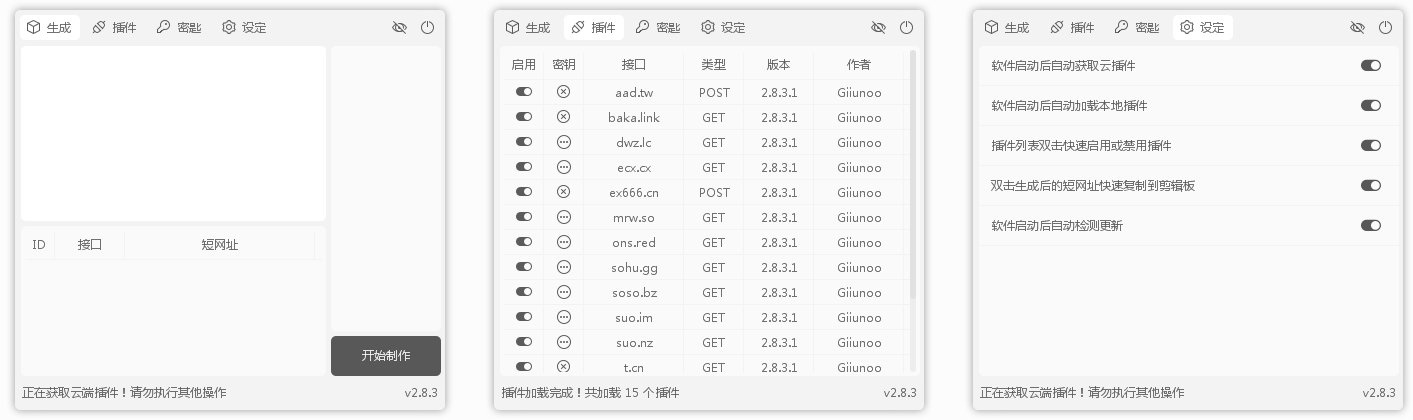 生成 插件 密匙 设定
ID 接口 短网址
开始制作
正在获取云端插件！请勿执行其他操作 v2.8.3
生成 插件 密匙 设定
启用 密钥 接口 类型 版本 作者
aad.tw POST 2.8.3.1 Giiunoo
baka.link GET 2.8.3.1 Giiunoo
dwz.lc GET 2.8.3.1 Giiunoo
ecx.cx GET 2.8.3.1 Giiunoo
ex666.cn POST 2.8.3.1 Giiunoo
mrw.so GET 2.8.3.1 Giiunoo
ons.red GET 2.8.3.1 Giiunoo
sohu.gg GET 2.8.3.1 Giiunoo
soso.bz GET 2.8.3.1 Giiunoo
suo.im GET 2.8.3.1 Giiunoo
suo.nz GET 2.8.3.1 Giiunoo
t.cn GET 2.8.3.1 Giiunoo
插件加载完成！共加载 15 个插件 v2.8.3
生成 插件 密匙 设定
软件启动后自动获取云插件
软件启动后自动加载本地插件
插件列表双击快速启用或禁用插件
双击生成后的短网址快速复制到剪辑板
软件启动后自动检测更新
正在获取云端插件！请勿执行其他操作 v2.8.3